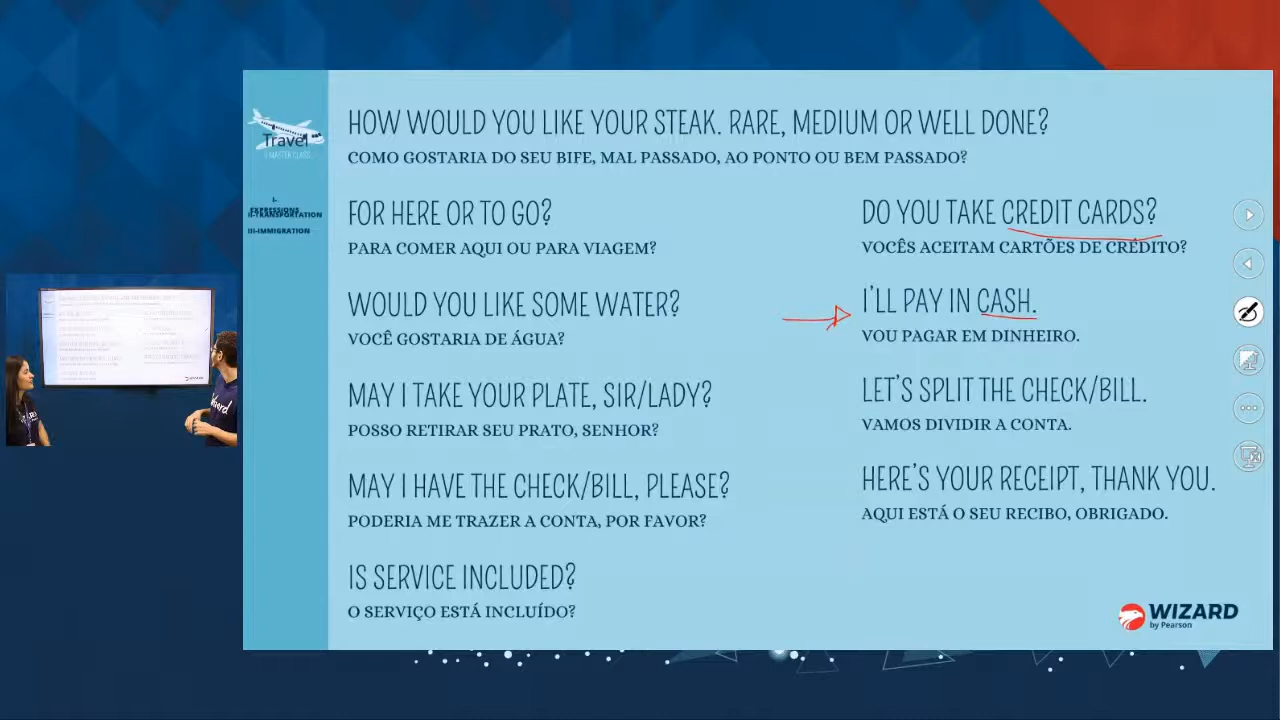 Travel
MASTER CLASS
I-
EXPRESSIONS
II-TRANSPORTATION
III-IMMIGRATION
HOW WOULD YOU LIKE YOUR STEAK. RARE, MEDIUM OR WELL DONE?
COMO GOSTARIA DO SEU BIFE, MAL PASSADO, AO PONTO OU BEM PASSADO?
FOR HERE OR TO GO?
PARA COMER AQUI OU PARA VIAGEM?
WOULD YOU LIKE SOME WATER?
VOCÊ GOSTARIA DE ÁGUA?
MAY I TAKE YOUR PLATE, SIR/LADY?
POSSO RETIRAR SEU PRATO, SENHOR?
MAY I HAVE THE CHECK/BILL, PLEASE?
PODERIA ME TRAZER A CONTA, POR FAVOR?
IS SERVICE INCLUDED?
O SERVIÇO ESTÁ INCLUÍDO?
DO YOU TAKE CREDIT CARDS?
VOCÊS ACEITAM CARTÕES DE CRÉDITO?
I'LL PAY IN CASH.
VOU PAGAR EM DINHEIRO.
LET'S SPLIT THE CHECK/BILL.
VAMOS DIVIDIR A CONTA.
HERE'S YOUR RECEIPT, THANK YOU.
AQUI ESTÁ O SEU RECIBO, OBRIGADO.
WIZARD
by Pearson